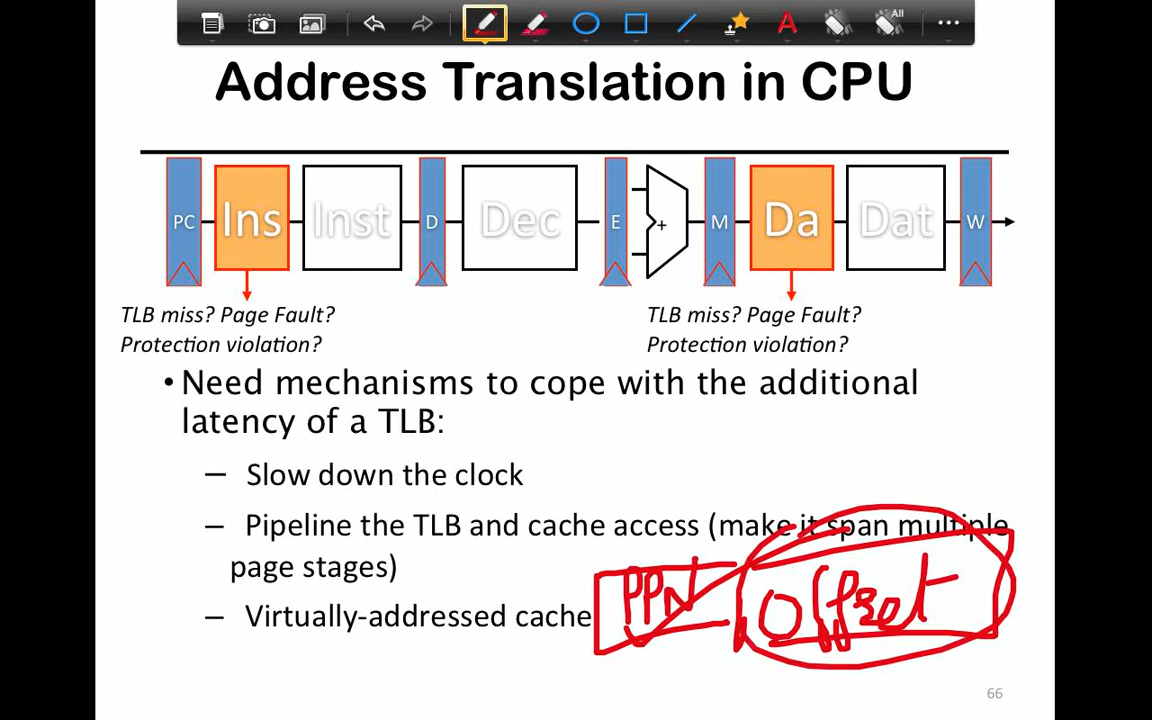 All
A
Address Translation in CPU
PC Ins Inst D Dec E + M Da Dat W
TLB miss? Page Fault? TLB miss? Page Fault?
Protection violation? Protection violation?
• Need mechanisms to cope with the additional
latency of a TLB:
– Slow down the clock
– Pipeline the TLB and cache access (make it span multiple
page stages)
– Virtually-addressed cache
PPN Offset
66